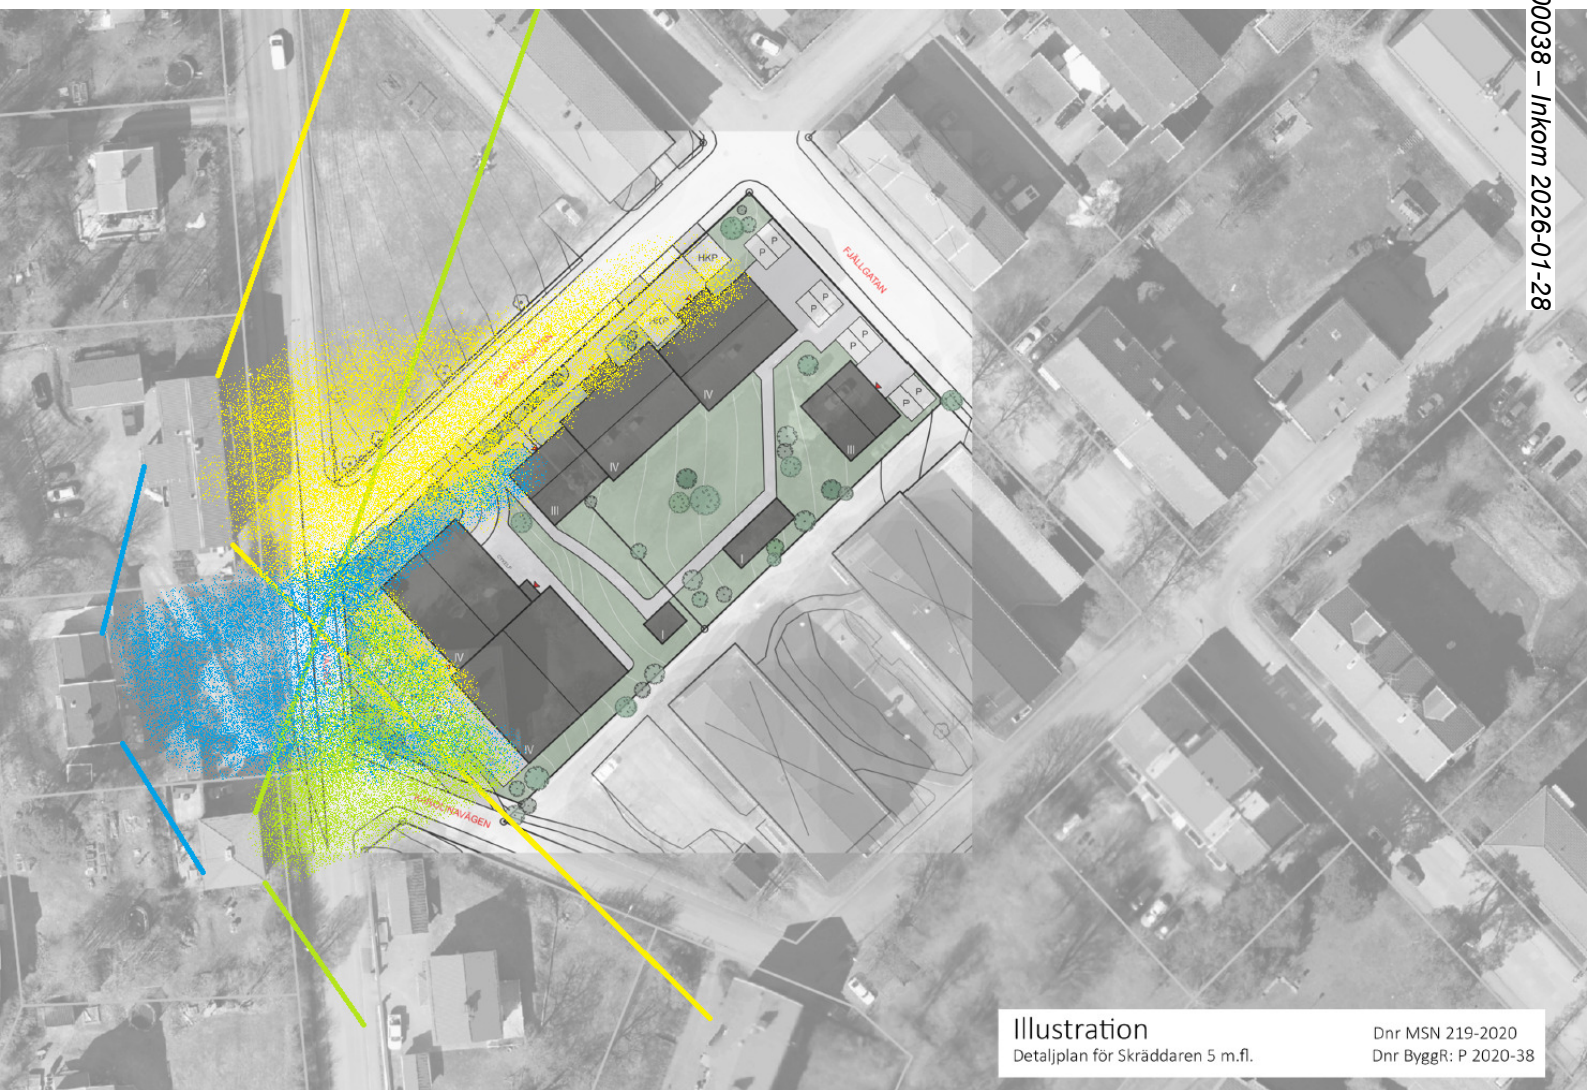 00038 – Inkom 2026-01-28
HKP
P
P
FJÄLLGATAN
P
P
P
P
P
P
IV
IV
III
III
I
I
IV
IV
KAROLINAVÄGEN
Illustration
Detaljplan för Skräddaren 5 m.fl.
Dnr MSN 219-2020
Dnr ByggR: P 2020-38